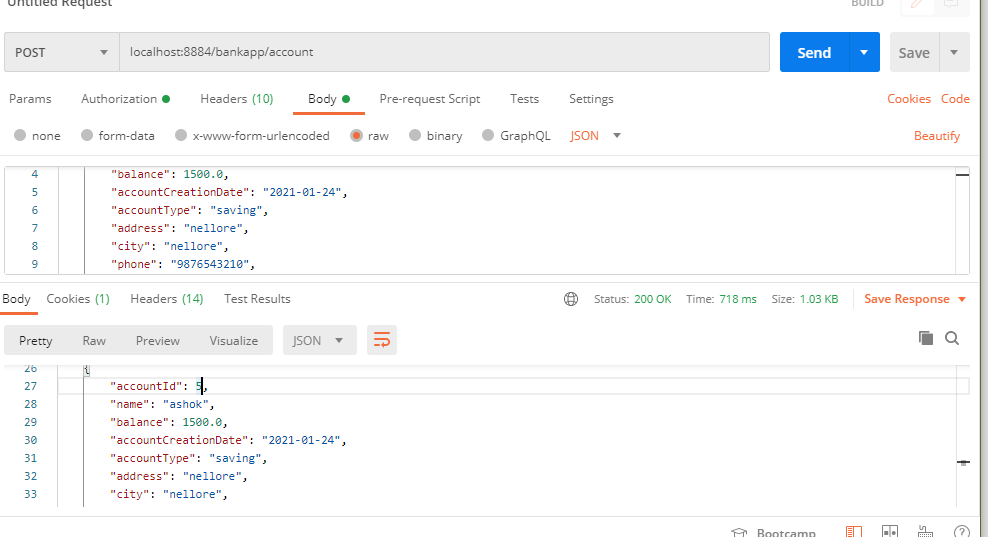 Untitled Request BUILD
POST localhost:8884/bankapp/account Send Save
Params Authorization Headers (10) Body Pre-request Script Tests Settings Cookies Code
none form-data x-www-form-urlencoded raw binary GraphQL JSON Beautify
4 "balance": 1500.0,
5 "accountCreationDate": "2021-01-24",
6 "accountType": "saving",
7 "address": "nellore",
8 "city": "nellore",
9 "phone": "9876543210",
Body Cookies (1) Headers (14) Test Results Status: 200 OK Time: 718 ms Size: 1.03 KB Save Response
Pretty Raw Preview Visualize JSON
26 {
27 "accountId": 5,
28 "name": "ashok",
29 "balance": 1500.0,
30 "accountCreationDate": "2021-01-24",
31 "accountType": "saving",
32 "address": "nellore",
33 "city": "nellore",
Bootcamp